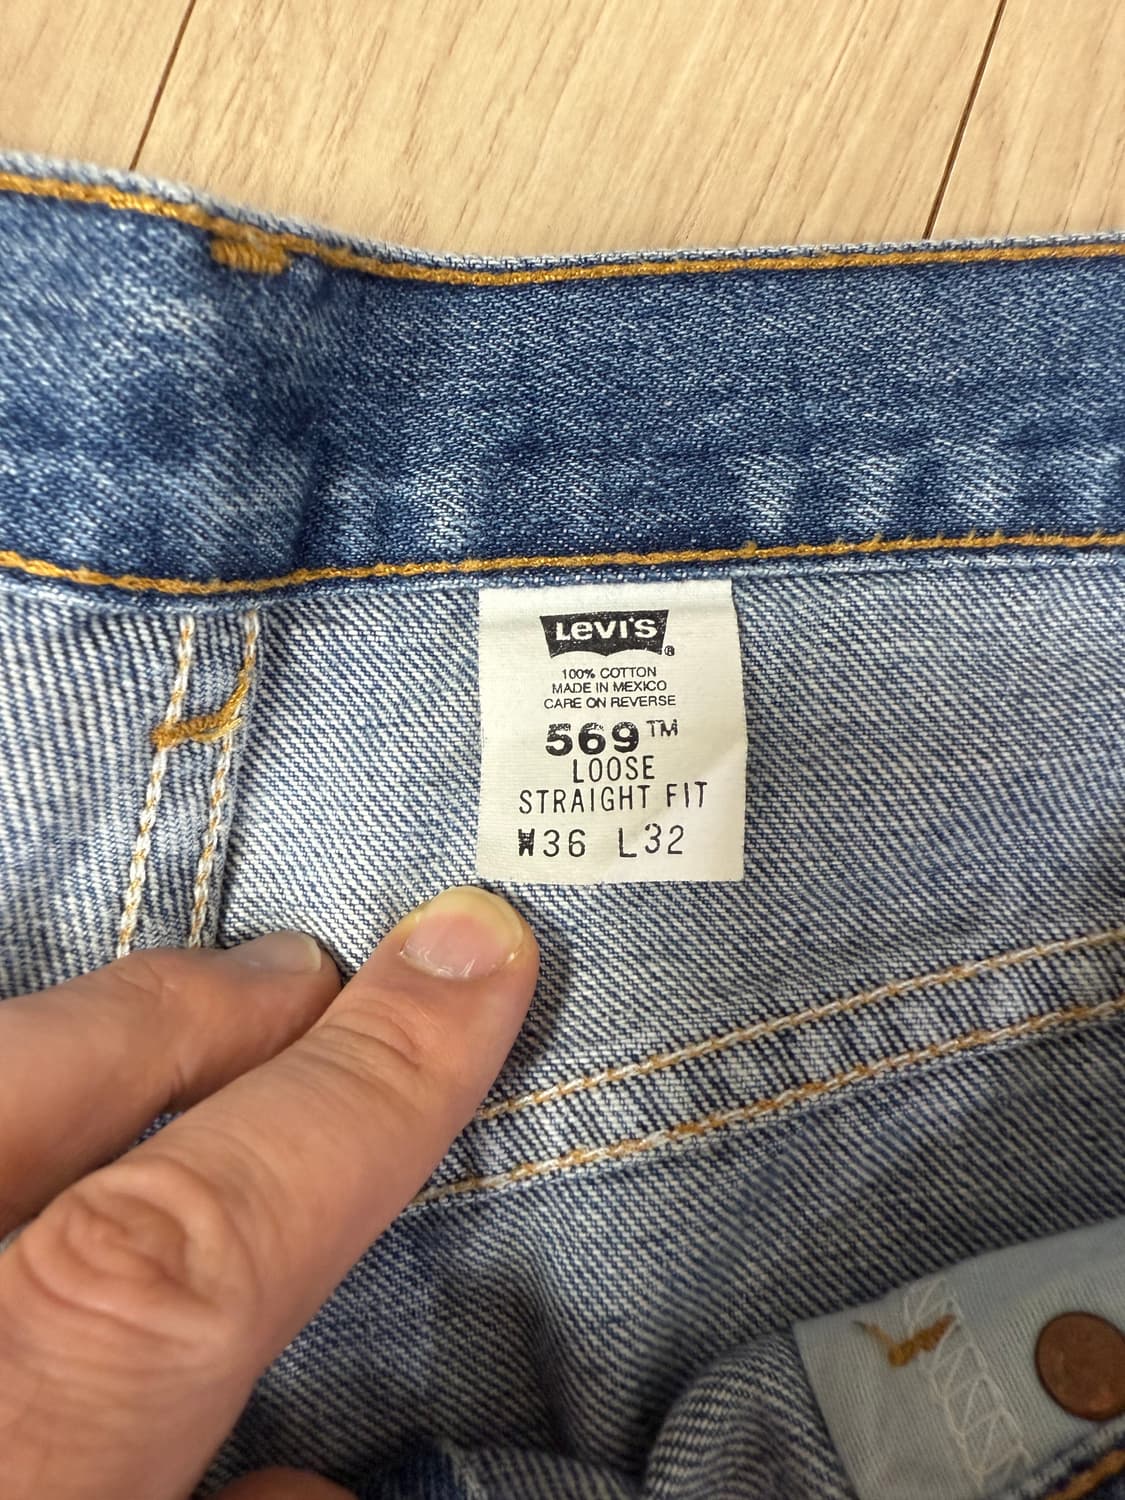 Levi's®
100% COTTON
MADE IN MEXICO
CARE ON REVERSE
569™
LOOSE
STRAIGHT FIT
W36 L32